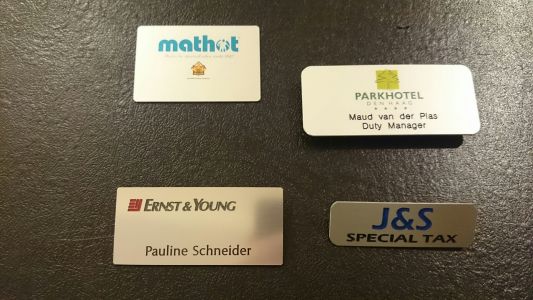 mathot
PARKHOTEL
DEN HAAG
Maud van der Plas
Duty Manager
ERNST & YOUNG
Pauline Schneider
J&S
SPECIAL TAX